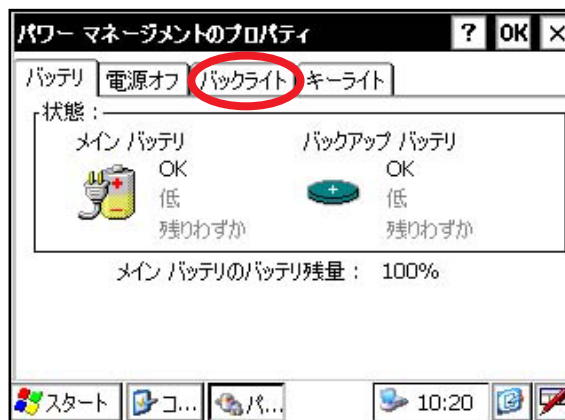 パワー マネージメントのプロパティ ? OK ×
バッテリ 電源オフ バックライト キーライト
状態：
メイン バッテリ バックアップ バッテリ
OK OK
低 低
残りわずか 残りわずか
メイン バッテリのバッテリ残量： 100%
スタート コ... パ... 10:20